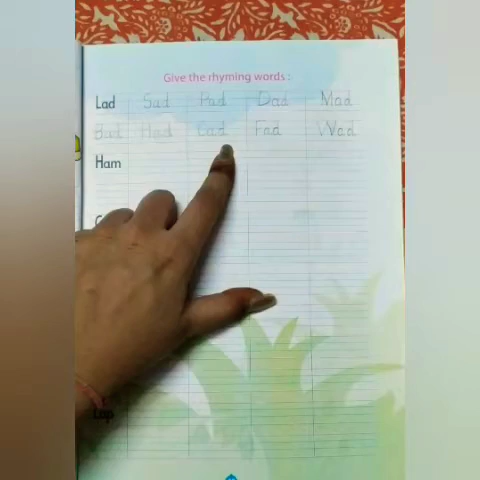 Give the rhyming words :
Lad Sad Pad Dad Mad
Bad Had Cad Fad Wad
Ham